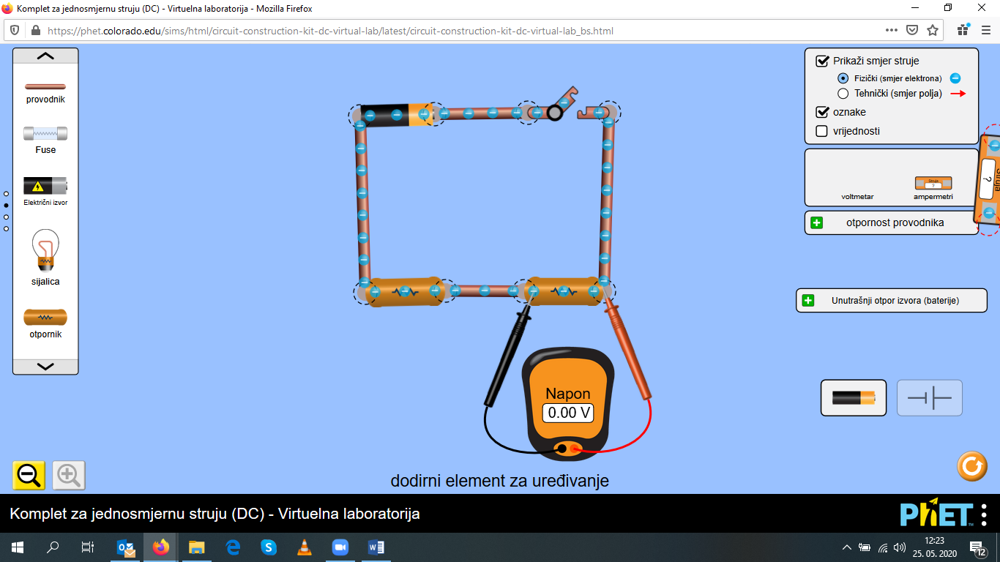 Komplet za jednosmjernu struju (DC) - Virtuelna laboratorija - Mozilla Firefox
https://phet.colorado.edu/sims/html/circuit-construction-kit-dc-virtual-lab/latest/circuit-construction-kit-dc-virtual-lab_bs.html
provodnik
Fuse
Električni izvor
sijalica
otpornik
Prikaži smjer struje
Fizički (smjer elektrona)
Tehnički (smjer polja)
oznake
vrijednosti
Struja
?
voltmetar
ampermetri
Struja
?
otpornost provodnika
Unutrašnji otpor izvora (baterije)
Napon
0.00 V
dodirni element za uređivanje
Komplet za jednosmjernu struju (DC) - Virtuelna laboratorija
PhET
12:23
25. 05. 2020
12